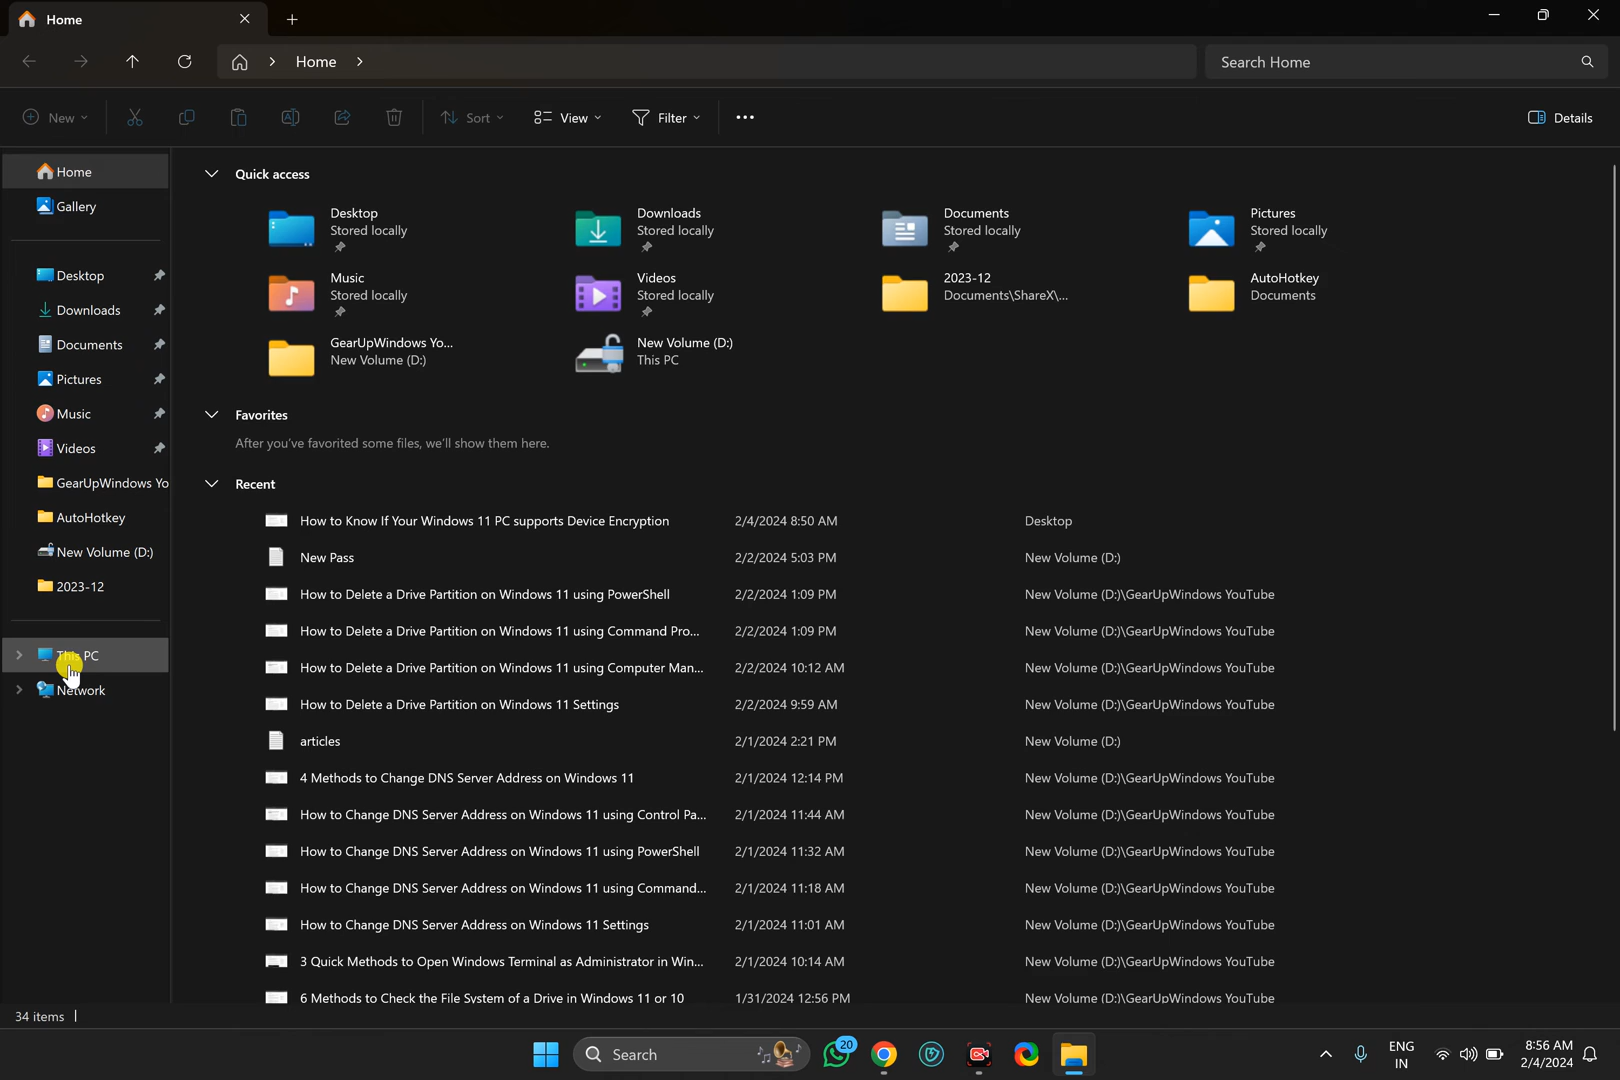 Home
Home
Search Home
New
Sort
View
Filter
Details
Home
Gallery
Desktop
Downloads
Documents
Pictures
Music
Videos
GearUpWindows Yo
AutoHotkey
New Volume (D:)
2023-12
This PC
Network
Quick access
Desktop
Stored locally
Downloads
Stored locally
Documents
Stored locally
Pictures
Stored locally
Music
Stored locally
Videos
Stored locally
2023-12
Documents\ShareX\...
AutoHotkey
Documents
GearUpWindows Yo...
New Volume (D:)
New Volume (D:)
This PC
Favorites
After you've favorited some files, we'll show them here.
Recent
How to Know If Your Windows 11 PC supports Device Encryption 2/4/2024 8:50 AM Desktop
New Pass 2/2/2024 5:03 PM New Volume (D:)
How to Delete a Drive Partition on Windows 11 using PowerShell 2/2/2024 1:09 PM New Volume (D:)\GearUpWindows YouTube
How to Delete a Drive Partition on Windows 11 using Command Pro... 2/2/2024 1:09 PM New Volume (D:)\GearUpWindows YouTube
How to Delete a Drive Partition on Windows 11 using Computer Man... 2/2/2024 10:12 AM New Volume (D:)\GearUpWindows YouTube
How to Delete a Drive Partition on Windows 11 Settings 2/2/2024 9:59 AM New Volume (D:)\GearUpWindows YouTube
articles 2/1/2024 2:21 PM New Volume (D:)
4 Methods to Change DNS Server Address on Windows 11 2/1/2024 12:14 PM New Volume (D:)\GearUpWindows YouTube
How to Change DNS Server Address on Windows 11 using Control Pa... 2/1/2024 11:44 AM New Volume (D:)\GearUpWindows YouTube
How to Change DNS Server Address on Windows 11 using PowerShell 2/1/2024 11:32 AM New Volume (D:)\GearUpWindows YouTube
How to Change DNS Server Address on Windows 11 using Command... 2/1/2024 11:18 AM New Volume (D:)\GearUpWindows YouTube
How to Change DNS Server Address on Windows 11 Settings 2/1/2024 11:01 AM New Volume (D:)\GearUpWindows YouTube
3 Quick Methods to Open Windows Terminal as Administrator in Win... 2/1/2024 10:14 AM New Volume (D:)\GearUpWindows YouTube
6 Methods to Check the File System of a Drive in Windows 11 or 10 1/31/2024 12:56 PM New Volume (D:)\GearUpWindows YouTube
34 items
Search
20
ENG
IN
8:56 AM
2/4/2024